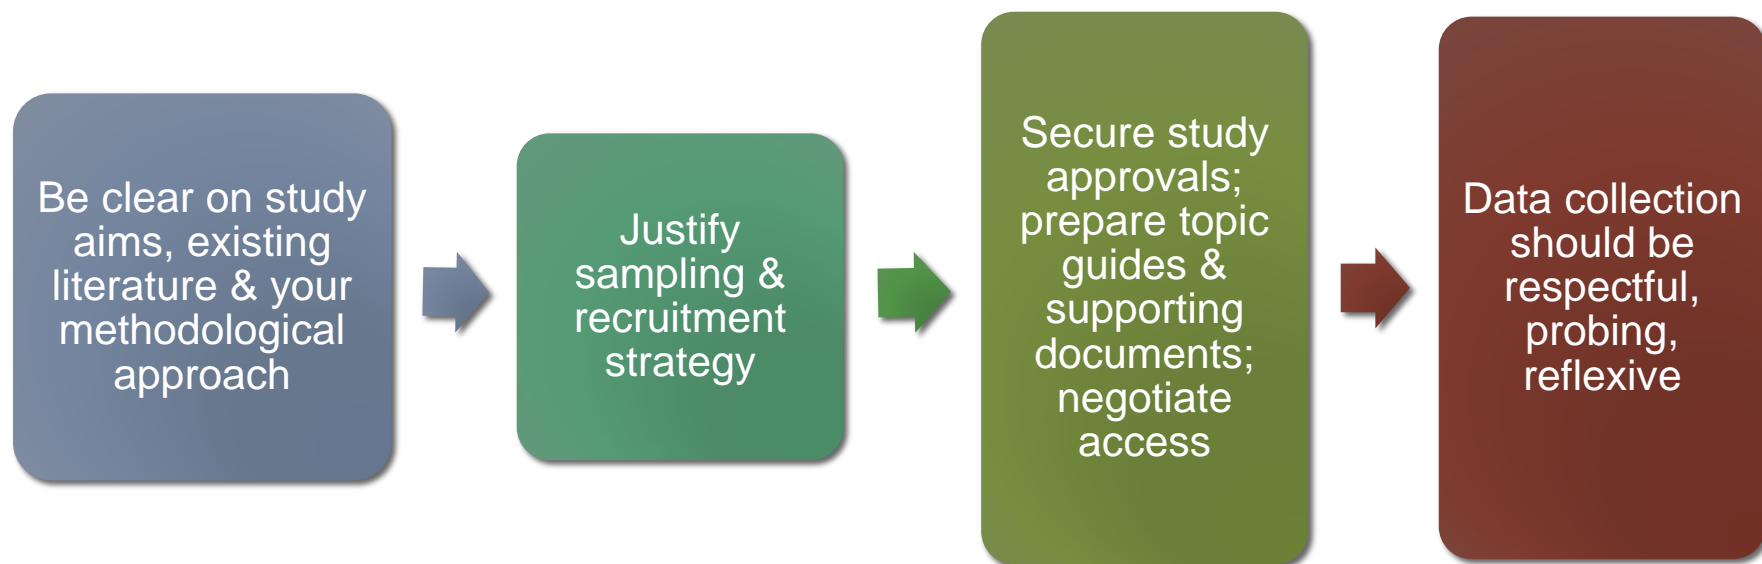 Be clear on study
aims, existing
literature & your
methodological
approach
Justify
sampling &
recruitment
strategy
Secure study
approvals;
prepare topic
guides &
supporting
documents;
negotiate
access
Data collection
should be
respectful,
probing,
reflexive